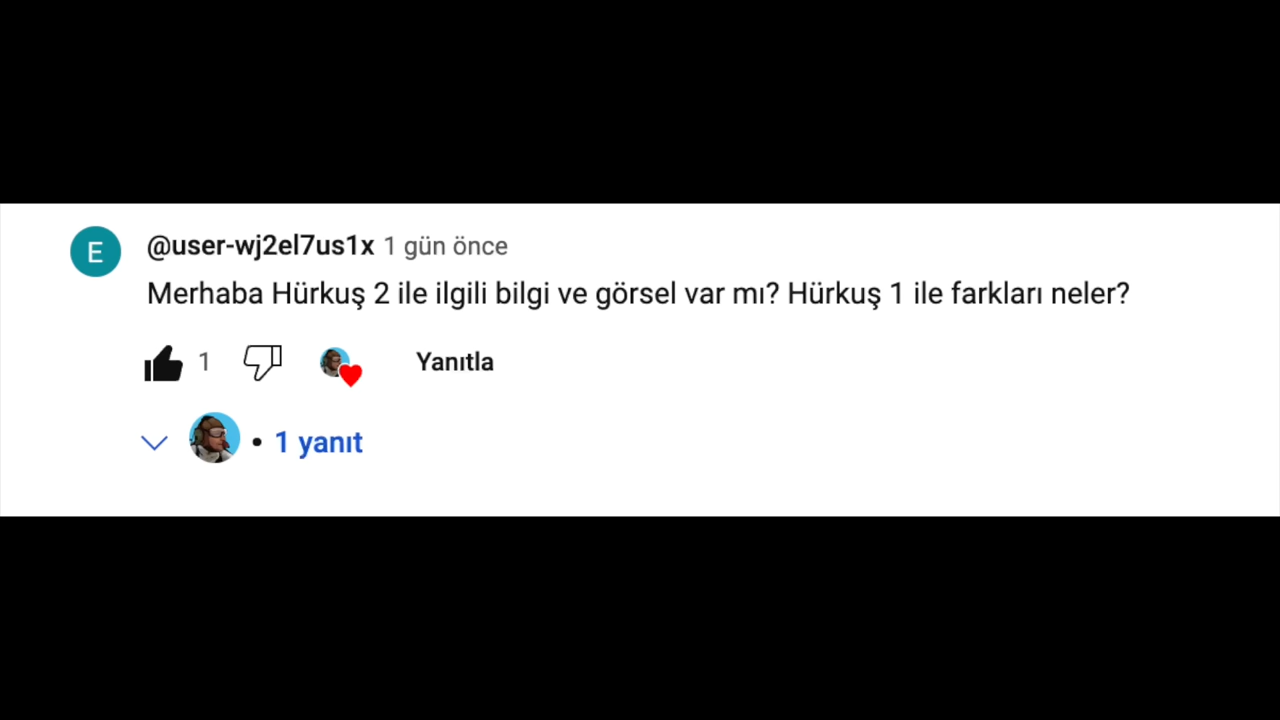 E
@user-wj2el7us1x 1 gün önce
Merhaba Hürkuş 2 ile ilgili bilgi ve görsel var mı? Hürkuş 1 ile farkları neler?
1 Yanıtla
• 1 yanıt